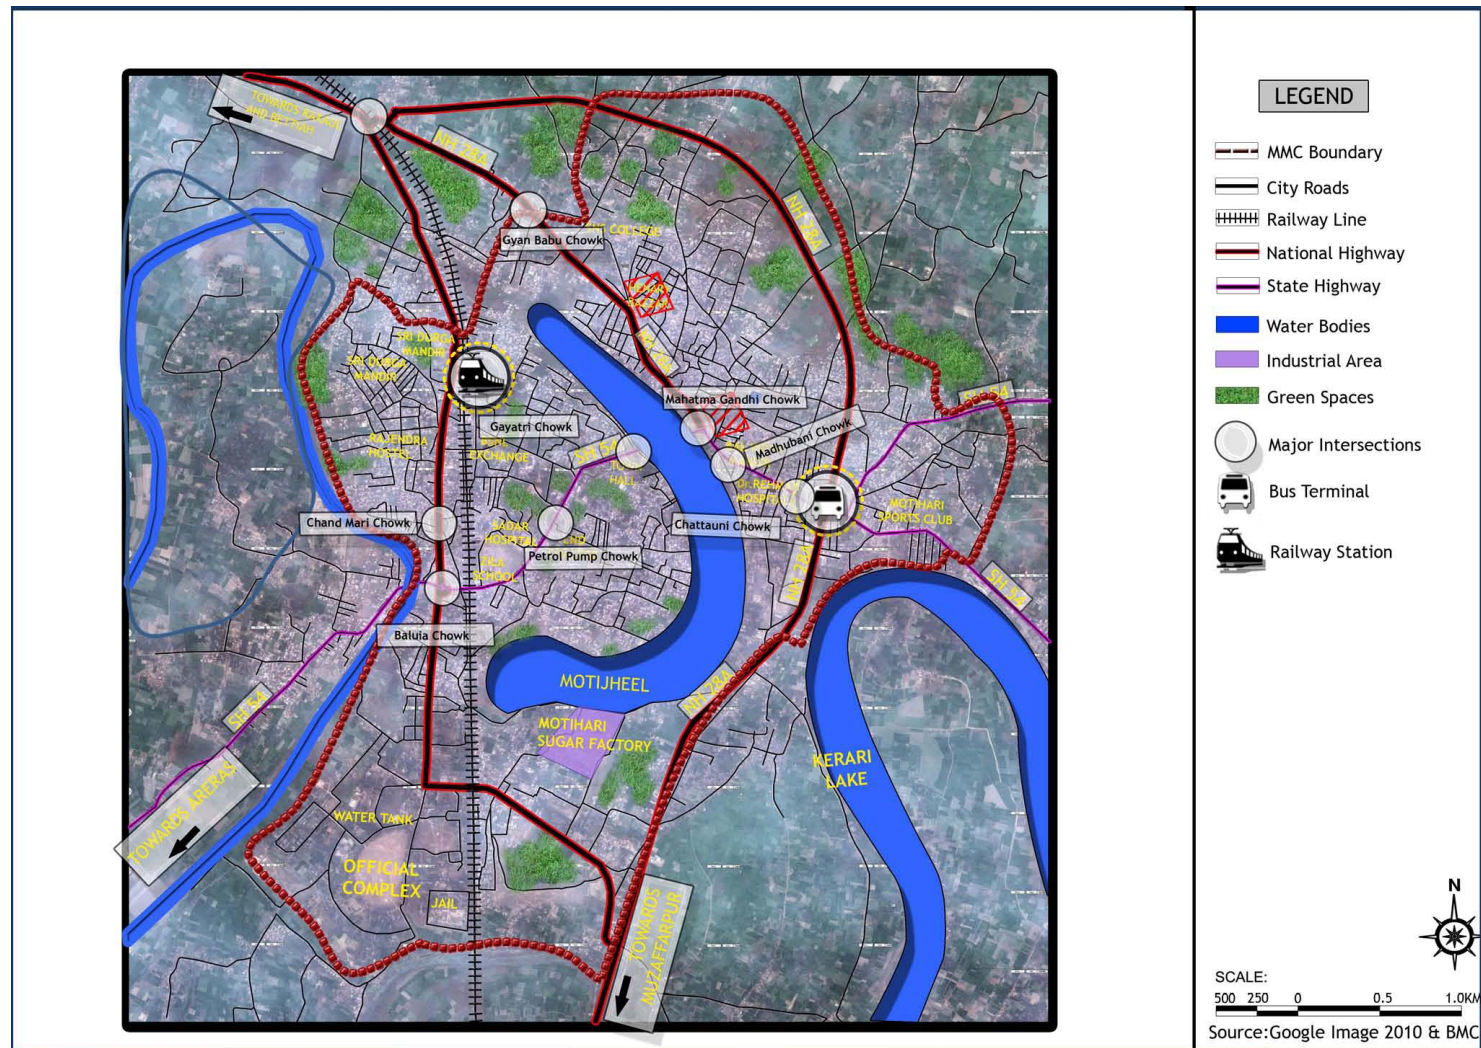 TOWARDS RAXAUL
AND BETTIAH
NH 28A
NH 28A
Gyan Babu Chowk
COLLEGE
NH 28A
SRI DURGA
MANDIR
SRI DURGA
MANDIR
SH 54
Mahatma Gandhi Chowk
Gayatri Chowk
Madhubani Chowk
RAJENDRA
HOSTEL
EXCHANGE
SH 54
TOWN
HALL
HOSPITAL
MOTIHARI
SPORTS CLUB
Chand Mari Chowk
Chattauni Chowk
SADAR
HOSPITAL
Petrol Pump Chowk
ZILA
SCHOOL
NH 28A
SH 54
Baluja Chowk
MOTIJHEEL
NH 28A
SH 54
MOTIHARI
SUGAR FACTORY
KERARI
LAKE
TOWARDS ARERAS
WATER TANK
OFFICIAL
COMPLEX
JAIL
TOWARDS
MUZAFFARPUR
LEGEND
MMC Boundary
City Roads
Railway Line
National Highway
State Highway
Water Bodies
Industrial Area
Green Spaces
Major Intersections
Bus Terminal
Railway Station
N
SCALE:
500 250 0 0.5 1.0KM
Source:Google Image 2010 & BMC